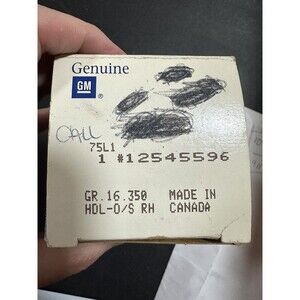 Genuine
GM
CALL
75L1
1 #12545596
GR.16.350 MADE IN
HDL-O/S RH CANADA